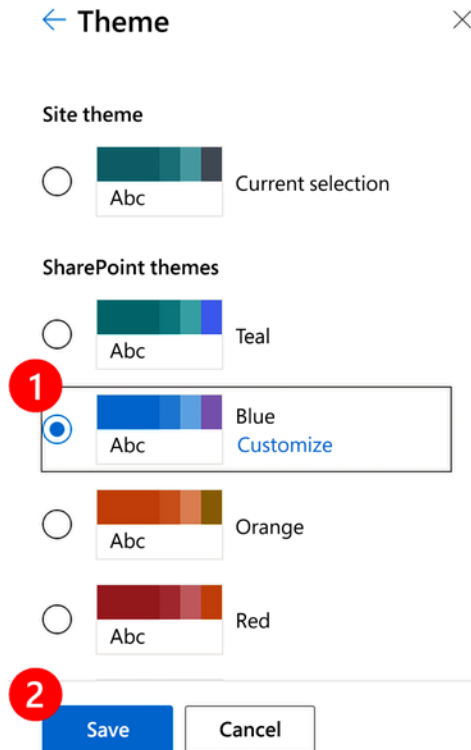 Theme
Site theme
Abc
Current selection
SharePoint themes
Abc
Teal
1
Abc
Blue
Customize
Abc
Orange
Abc
Red
2
Save
Cancel